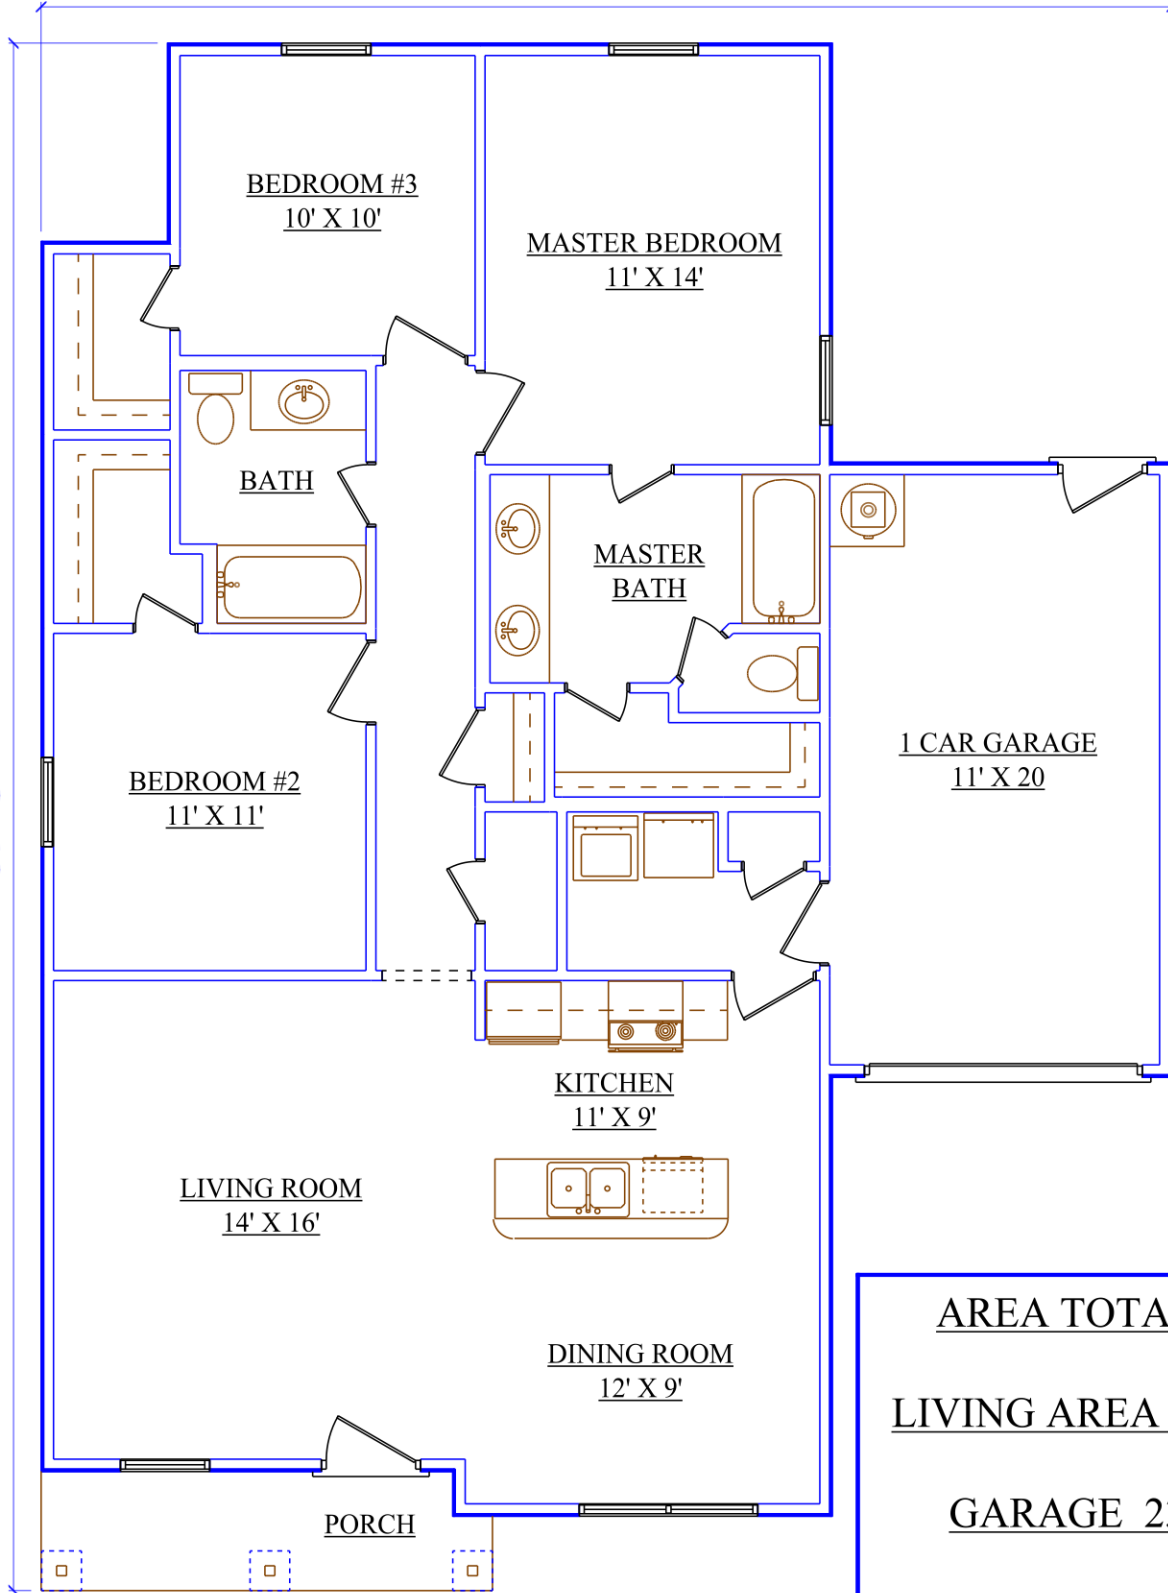 BEDROOM #3
10' X 10'
MASTER BEDROOM
11' X 14'
BATH
MASTER
BATH
1 CAR GARAGE
11' X 20
BEDROOM #2
11' X 11'
KITCHEN
11' X 9'
LIVING ROOM
14' X 16'
DINING ROOM
12' X 9'
PORCH
AREA TOTA
LIVING AREA
GARAGE